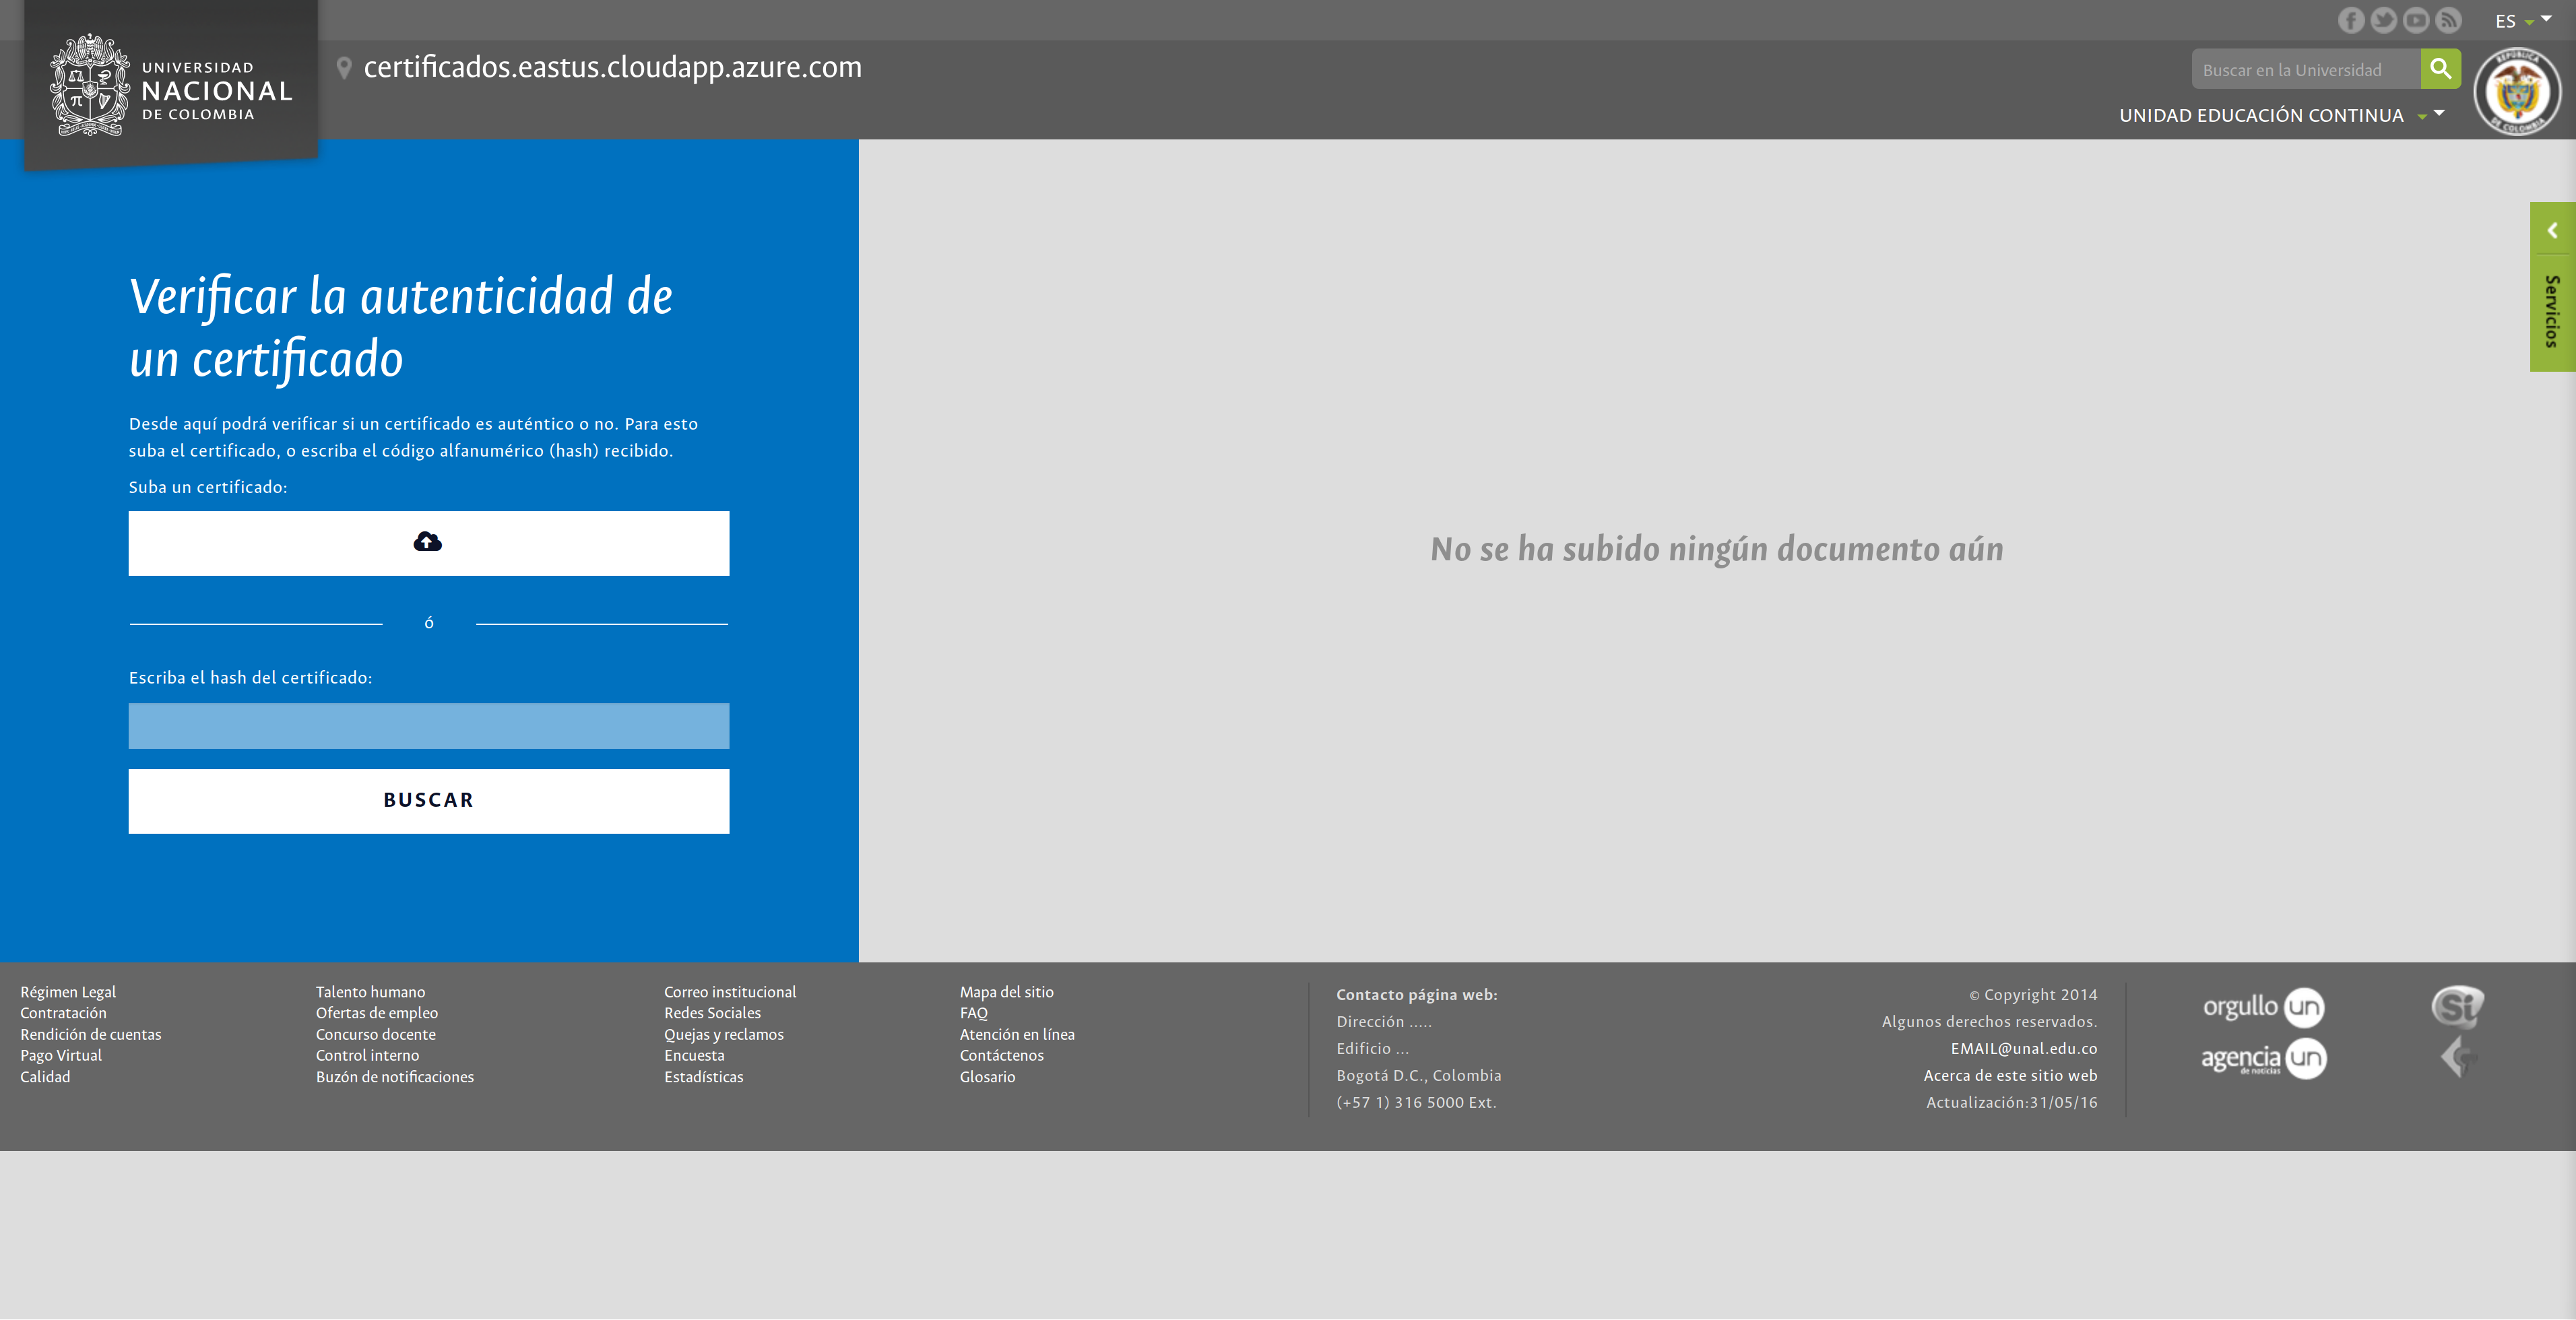 ES
UNIVERSIDAD
NACIONAL
DE COLOMBIA
certificados.eastus.cloudapp.azure.com
Buscar en la Universidad
UNIDAD EDUCACIÓN CONTINUA
REPÚBLICA
DE COLOMBIA
Servicios
Verificar la autenticidad de
un certificado
Desde aquí podrá verificar si un certificado es auténtico o no. Para esto
suba el certificado, o escriba el código alfanumérico (hash) recibido.
Suba un certificado:
ó
Escriba el hash del certificado:
BUSCAR
No se ha subido ningún documento aún
Régimen Legal
Contratación
Rendición de cuentas
Pago Virtual
Calidad
Talento humano
Ofertas de empleo
Concurso docente
Control interno
Buzón de notificaciones
Correo institucional
Redes Sociales
Quejas y reclamos
Encuesta
Estadísticas
Mapa del sitio
FAQ
Atención en línea
Contáctenos
Glosario
Contacto página web:
Dirección .....
Edificio ...
Bogotá D.C., Colombia
(+57 1) 316 5000 Ext.
© Copyright 2014
Algunos derechos reservados.
EMAIL@unal.edu.co
Acerca de este sitio web
Actualización:31/05/16
orgullo un
agencia un
de noticias
Si